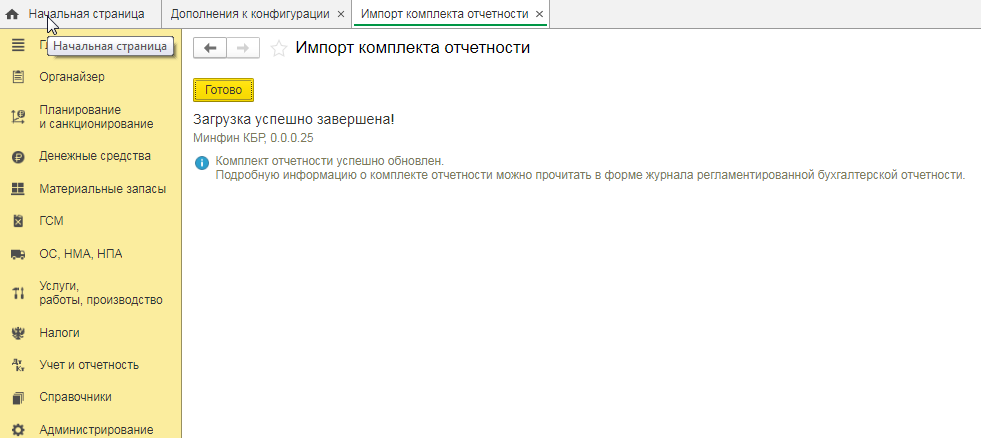 Начальная страница
Дополнения к конфигурации ×
Импорт комплекта отчетности ×
Начальная страница
Органайзер
Планирование
и санкционирование
Денежные средства
Материальные запасы
ГСМ
ОС, НМА, НПА
Услуги,
работы, производство
Налоги
Учет и отчетность
Справочники
Администрирование
Импорт комплекта отчетности
Готово
Загрузка успешно завершена!
Минфин КБР, 0.0.0.25
Комплект отчетности успешно обновлен.
Подробную информацию о комплекте отчетности можно прочитать в форме журнала регламентированной бухгалтерской отчетности.